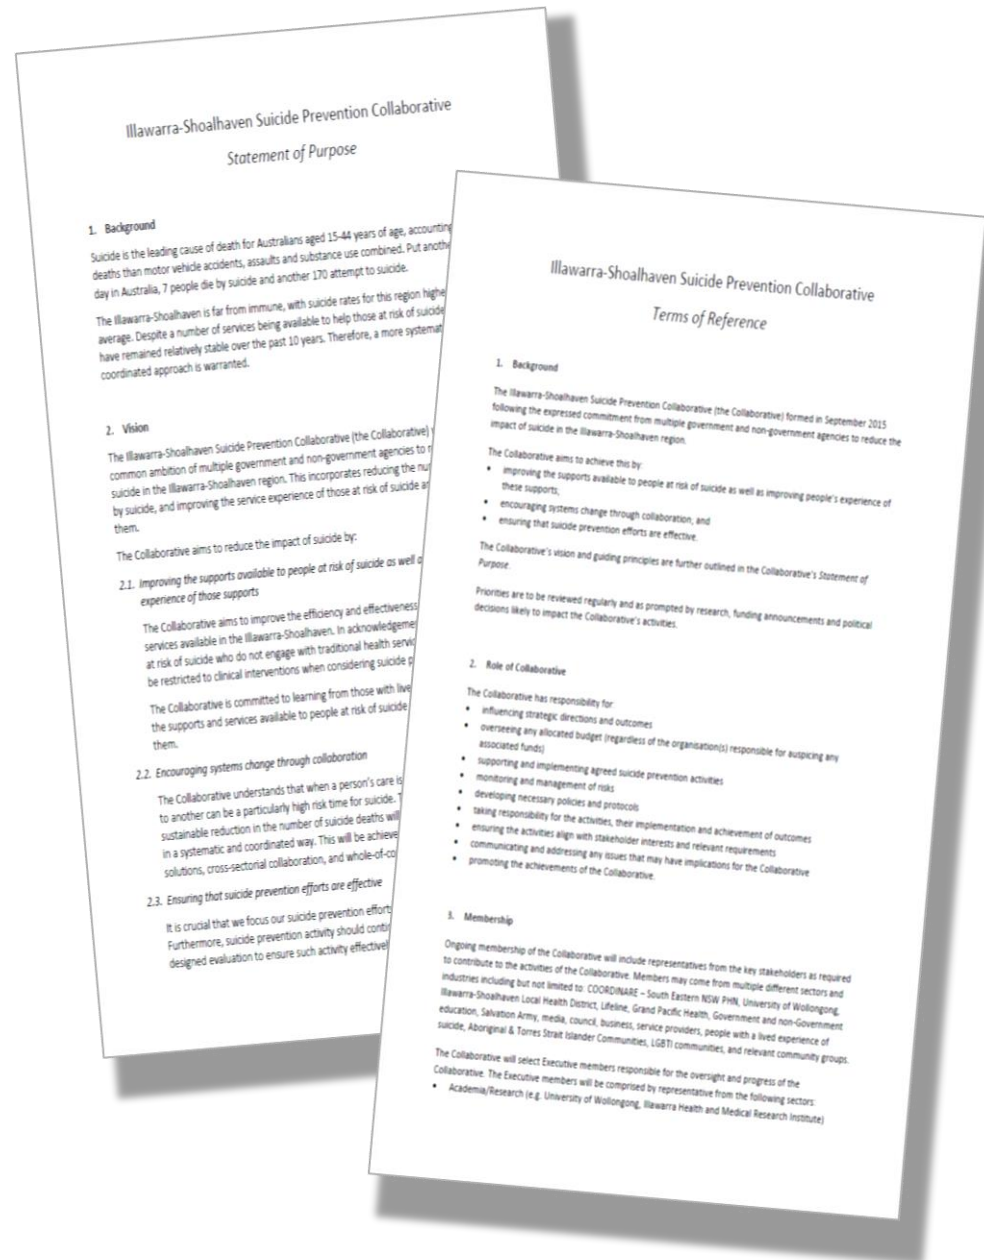 Illawarra-Shoalhaven Suicide Prevention Collaborative
Statement of Purpose
1. Background
Suicide is the leading cause of death for Australians aged 15-44 years of age, accounting
deaths than motor vehicle accidents, assaults and substance use combined. Put anothe
day in Australia, 7 people die by suicide and another 170 attempt to suicide.
The Illawarra-Shoalhaven is far from immune, with suicide rates for this region highe
average. Despite a number of services being available to help those at risk of suicide
have remained relatively stable over the past 10 years. Therefore, a more systemat
coordinated approach is warranted.
2. Vision
The Illawarra-Shoalhaven Suicide Prevention Collaborative (the Collaborative)
common ambition of multiple government and non-government agencies to r
suicide in the Illawarra-Shoalhaven region. This incorporates reducing the nu
by suicide, and improving the service experience of those at risk of suicide a
them.
The Collaborative aims to reduce the impact of suicide by:
2.1. Improving the supports available to people at risk of suicide as well a
experience of those supports
The Collaborative aims to improve the efficiency and effectiveness
services available in the Illawarra-Shoalhaven. In acknowledgeme
at risk of suicide who do not engage with traditional health servic
be restricted to clinical interventions when considering suicide p
The Collaborative is committed to learning from those with live
the supports and services available to people at risk of suicide
them.
2.2. Encouraging systems change through collaboration
The Collaborative understands that when a person's care is
to another can be a particularly high risk time for suicide.
sustainable reduction in the number of suicide deaths wil
in a systematic and coordinated way. This will be achieve
solutions, cross-sectorial collaboration, and whole-of-co
2.3. Ensuring that suicide prevention efforts are effective
It is crucial that we focus our suicide prevention effort
Furthermore, suicide prevention activity should conti
designed evaluation to ensure such activity effectivel
Illawarra-Shoalhaven Suicide Prevention Collaborative
Terms of Reference
1. Background
The Illawarra-Shoalhaven Suicide Prevention Collaborative (the Collaborative) formed in September 2015
following the expressed commitment from multiple government and non-government agencies to reduce the
impact of suicide in the Illawarra-Shoalhaven region.
The Collaborative aims to achieve this by:
• improving the supports available to people at risk of suicide as well as improving people's experience of
these supports;
• encouraging systems change through collaboration; and
• ensuring that suicide prevention efforts are effective.
The Collaborative's vision and guiding principles are further outlined in the Collaborative's Statement of
Purpose.
Priorities are to be reviewed regularly and as prompted by research, funding announcements and political
decisions likely to impact the Collaborative's activities.
2. Role of Collaborative
The Collaborative has responsibility for
• influencing strategic directions and outcomes
• overseeing any allocated budget (regardless of the organisation(s) responsible for auspicing any
associated funds)
• supporting and implementing agreed suicide prevention activities
• monitoring and management of risks
• developing necessary policies and protocols
• taking responsibility for the activities, their implementation and achievement of outcomes
• ensuring the activities align with stakeholder interests and relevant requirements
• communicating and addressing any issues that may have implications for the Collaborative
• promoting the achievements of the Collaborative.
3. Membership
Ongoing membership of the Collaborative will include representatives from the key stakeholders as required
to contribute to the activities of the Collaborative. Members may come from multiple different sectors and
industries including but not limited to: COORDINARE – South Eastern NSW PHN, University of Wollongong,
Illawarra-Shoalhaven Local Health District, Lifeline, Grand Pacific Health, Government and non-Government
education, Salvation Army, media, council, business, service providers, people with a lived experience of
suicide, Aboriginal & Torres Strait Islander Communities, LGBTI communities, and relevant community groups.
The Collaborative will select Executive members responsible for the oversight and progress of the
Collaborative. The Executive members will be comprised by representative from the following sectors:
• Academia/Research (e.g. University of Wollongong, Illawarra Health and Medical Research Institute)